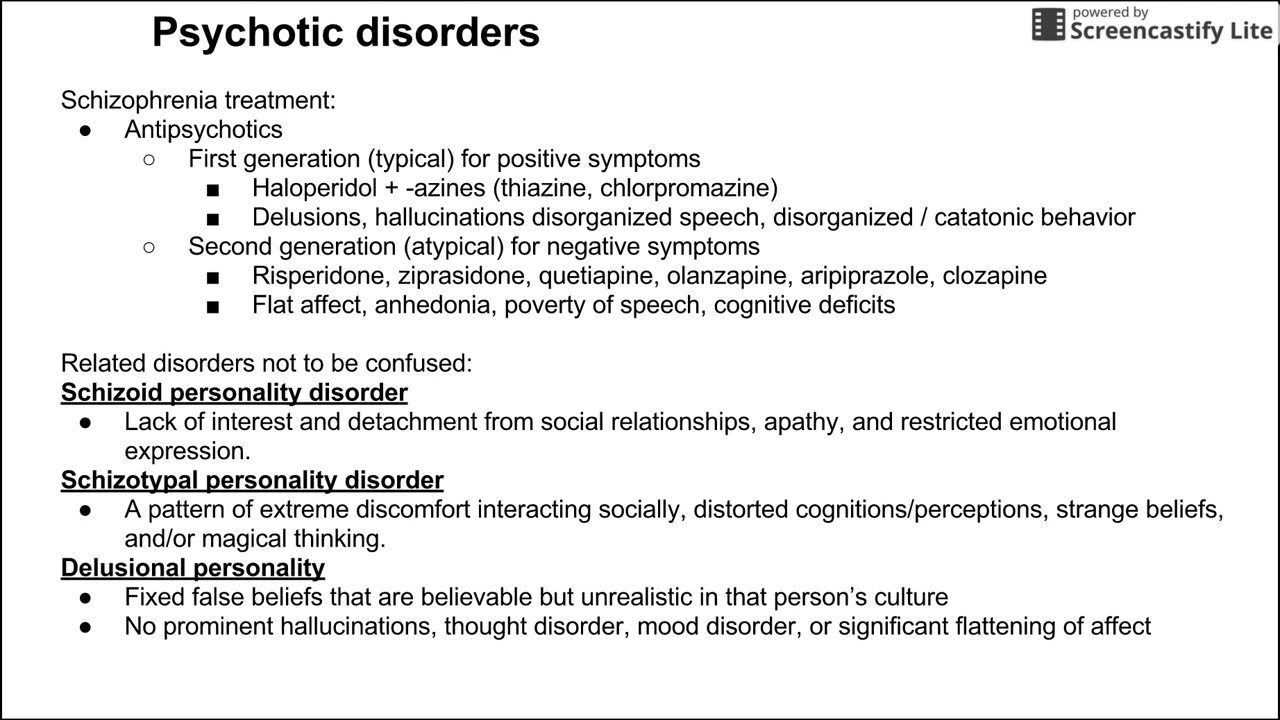 Psychotic disorders
powered by
Screencastify Lite
Schizophrenia treatment:
● Antipsychotics
○ First generation (typical) for positive symptoms
■ Haloperidol + -azines (thiazine, chlorpromazine)
■ Delusions, hallucinations disorganized speech, disorganized / catatonic behavior
○ Second generation (atypical) for negative symptoms
■ Risperidone, ziprasidone, quetiapine, olanzapine, aripiprazole, clozapine
■ Flat affect, anhedonia, poverty of speech, cognitive deficits
Related disorders not to be confused:
Schizoid personality disorder
● Lack of interest and detachment from social relationships, apathy, and restricted emotional
expression.
Schizotypal personality disorder
● A pattern of extreme discomfort interacting socially, distorted cognitions/perceptions, strange beliefs,
and/or magical thinking.
Delusional personality
● Fixed false beliefs that are believable but unrealistic in that person's culture
● No prominent hallucinations, thought disorder, mood disorder, or significant flattening of affect